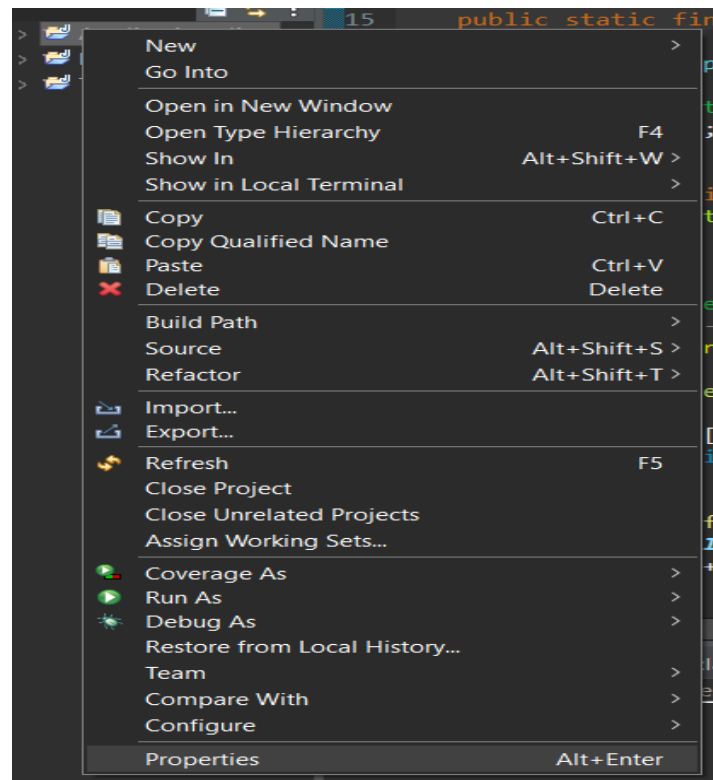 15 public static fin
New >
Go Into
Open in New Window
Open Type Hierarchy F4
Show In Alt+Shift+W >
Show in Local Terminal >
Copy Ctrl+C
Copy Qualified Name
Paste Ctrl+V
Delete Delete
Build Path >
Source Alt+Shift+S >
Refactor Alt+Shift+T >
Import...
Export...
Refresh F5
Close Project
Close Unrelated Projects
Assign Working Sets...
Coverage As >
Run As >
Debug As >
Restore from Local History...
Team >
Compare With >
Configure >
Properties Alt+Enter